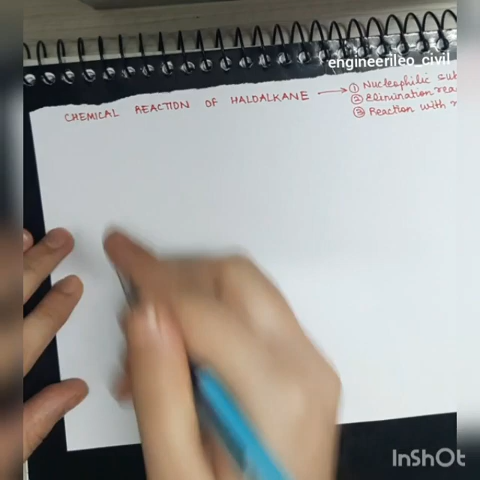 engineerileo_civil
CHEMICAL REACTION OF HALOALKANE → ① Nucleophilic
② Elimination
③ Reaction with
InShOt